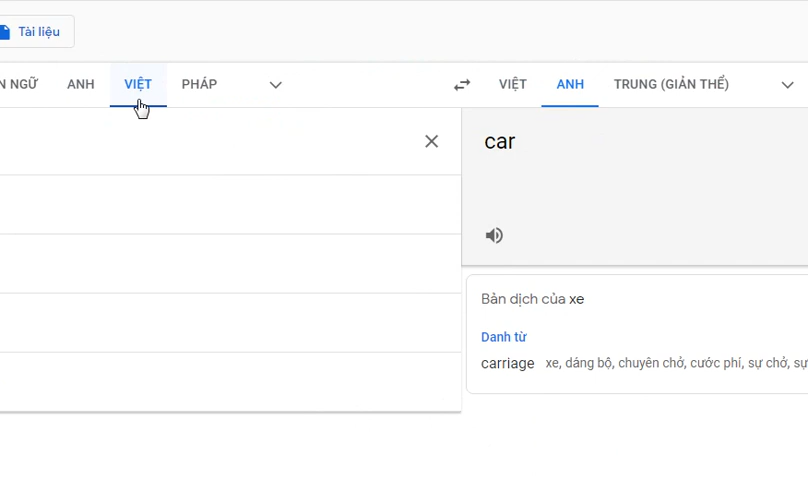 Tài liệu
N NGỮ ANH VIỆT PHÁP VIỆT ANH TRUNG (GIẢN THỂ)
car
Bản dịch của xe
Danh từ
carriage xe, dáng bộ, chuyên chở, cước phí, sự chở, sự